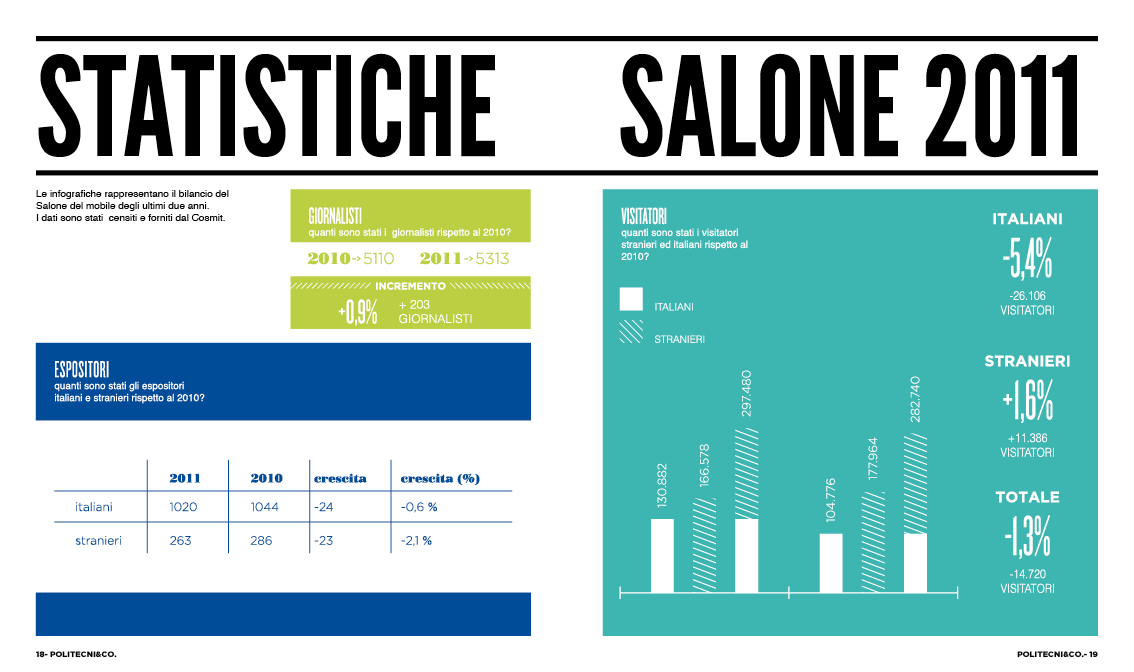 STATISTICHE SALONE 2011
Le infografiche rappresentano il bilancio del
Salone del mobile degli ultimi due anni.
I dati sono stati censiti e forniti dal Cosmit.
GIORNALISTI
quanti sono stati i giornalisti rispetto al 2010?
2010->5110 2011->5313
INCREMENTO
+0,9%
+ 203
GIORNALISTI
ESPOSITORI
quanti sono stati gli espositori
italiani e stranieri rispetto al 2010?
2011 2010 crescita crescita (%)
italiani 1020 1044 -24 -0,6 %
stranieri 263 286 -23 -2,1 %
18- POLITECNI&CO.
VISITATORI
quanti sono stati i visitatori
stranieri ed italiani rispetto al
2010?
ITALIANI
STRANIERI
130.882
166.578
297.480
104.776
177.964
282.740
ITALIANI
-5,4%
-26.106
VISITATORI
STRANIERI
+1,6%
+11.386
VISITATORI
TOTALE
-1,3%
-14.720
VISITATORI
POLITECNI&CO.- 19